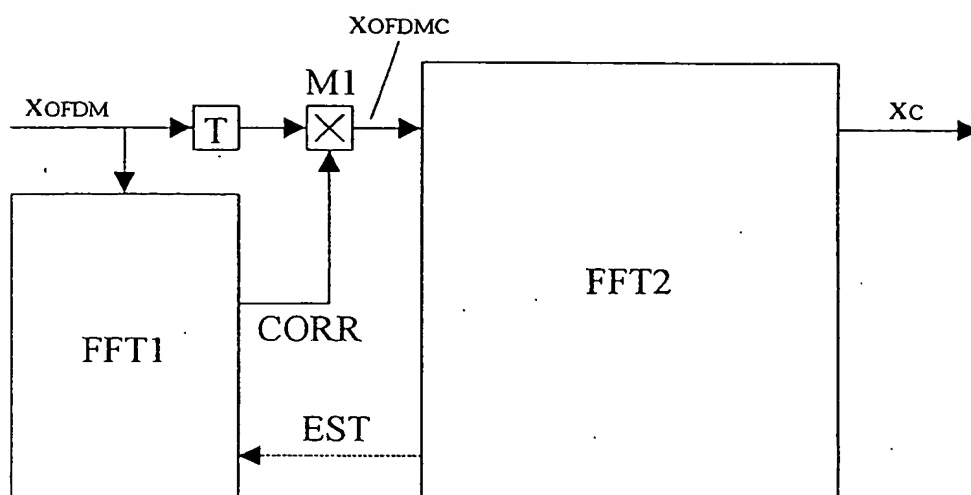 XOFDMC
M1
XOFDM
T
XC
FFT2
CORR
FFT1
EST